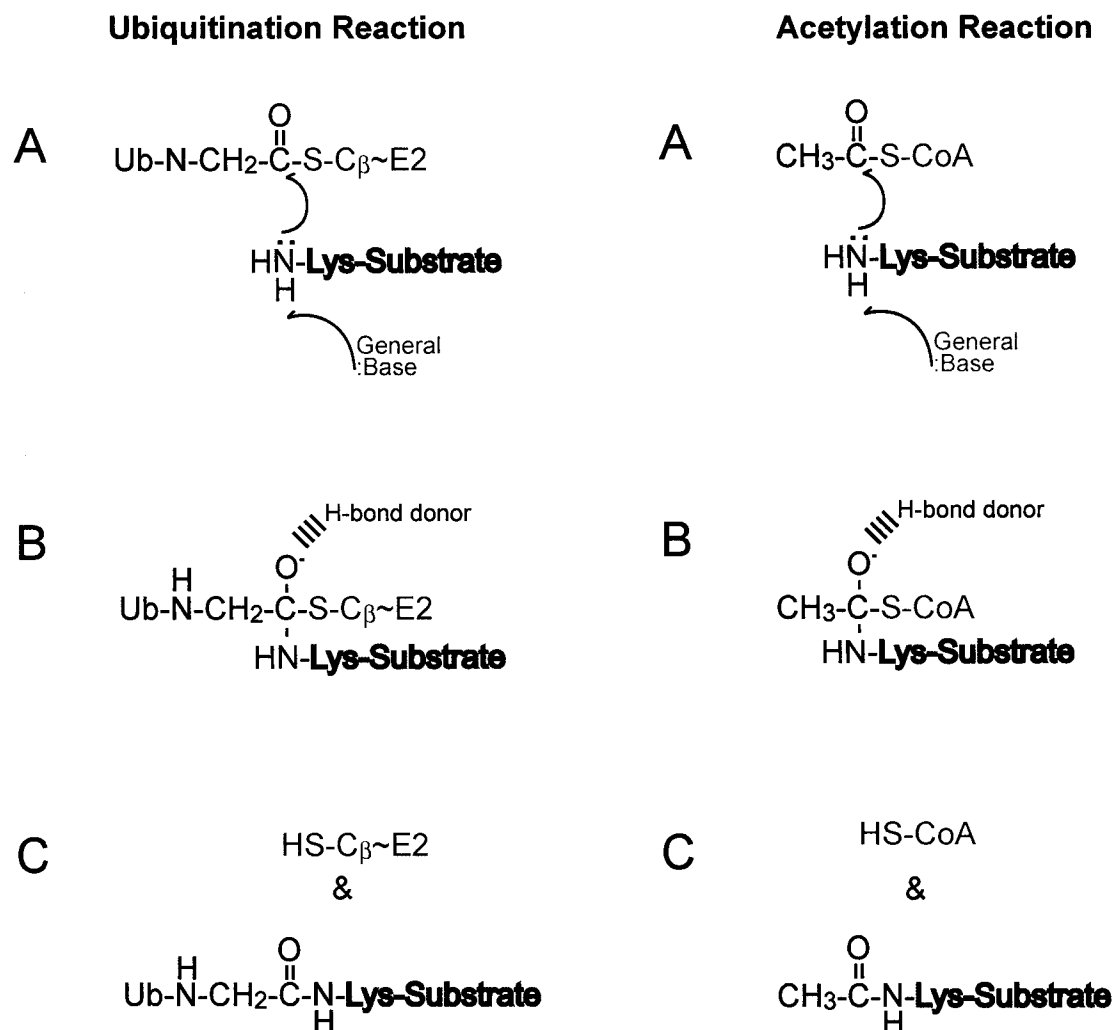 Ubiquitination Reaction
Acetylation Reaction
A
O
Ub-N-CH2-C-S-Cβ~E2
HN-Lys-Substrate
H
General
:Base
A
O
CH3-C-S-CoA
HN-Lys-Substrate
H
General
:Base
B
H-bond donor
O-
H
Ub-N-CH2-C-S-Cβ~E2
HN-Lys-Substrate
B
H-bond donor
O-
CH3-C-S-CoA
HN-Lys-Substrate
C
HS-Cβ~E2
&
H
O
Ub-N-CH2-C-N-Lys-Substrate
H
C
HS-CoA
&
O
CH3-C-N-Lys-Substrate
H